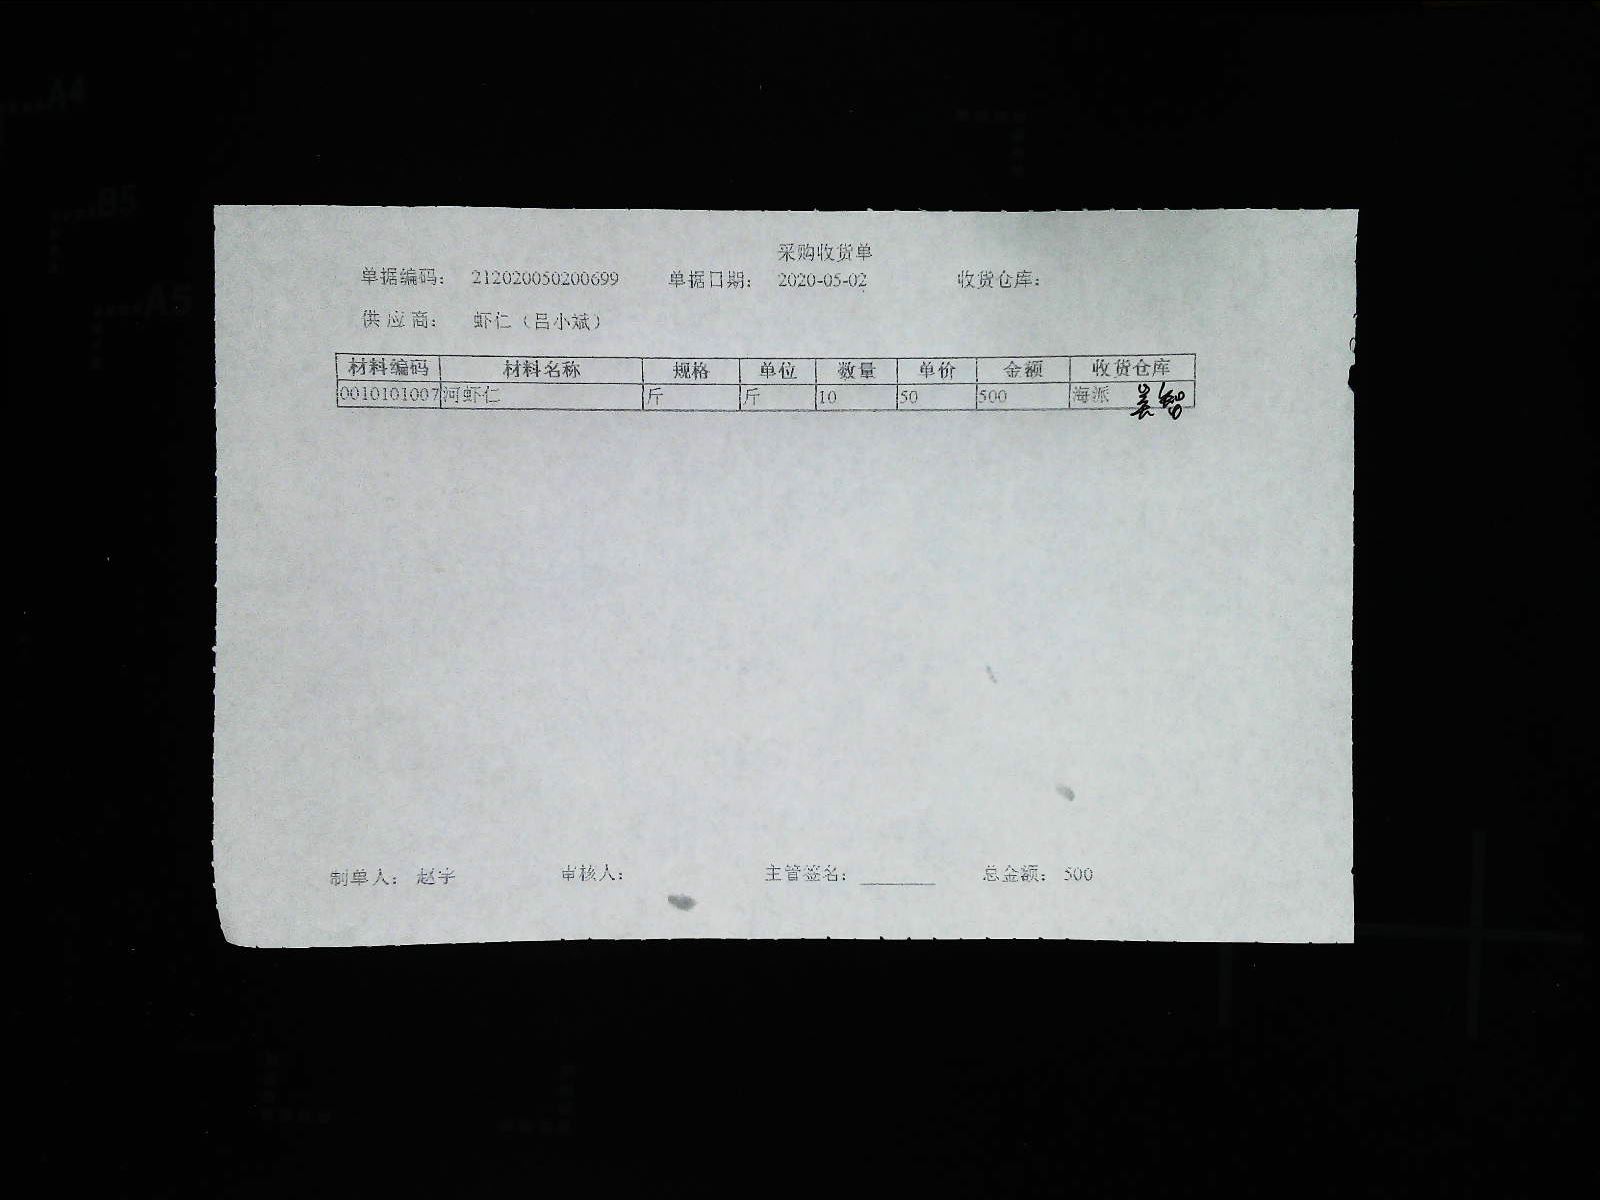 采购收货单
单据编码: 212020050200699 单据日期: 2020-05-02 收货仓库:
供应商: 虾仁(吕小斌)
材料编码 材料名称 规格 单位 数量 单价 金额 收货仓库
0010101007 河虾仁 斤 斤 10 50 500 海派
制单人: 赵宇 审核人: 主管签名: 总金额: 500
A4
B5
A5